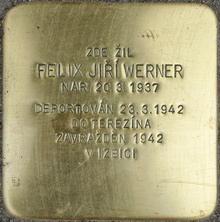 ZDE ŽIL
FELIX JIŘÍ WERNER
NAR. 20.3.1937
DEPORTOVÁN 23.3.1942
DO TEREZÍNA
ZAVRAŽDĚN 1942
V IZBICI